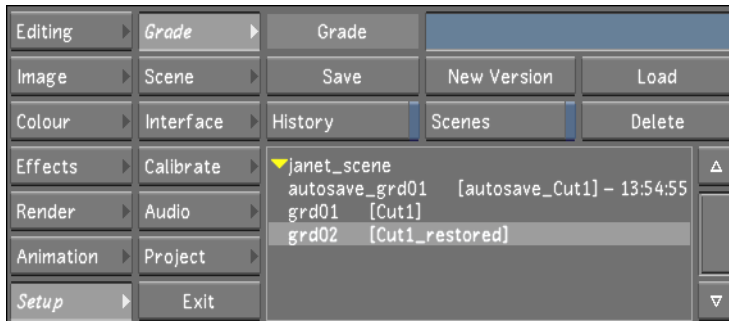 Editing Grade Grade
Image Scene Save New Version Load
Colour Interface History Scenes Delete
Effects Calibrate janet_scene
autosave_grd01 [autosave_Cut1] – 13:54:55
Render Audio grd01 [Cut1]
grd02 [Cut1_restored]
Animation Project
Setup Exit